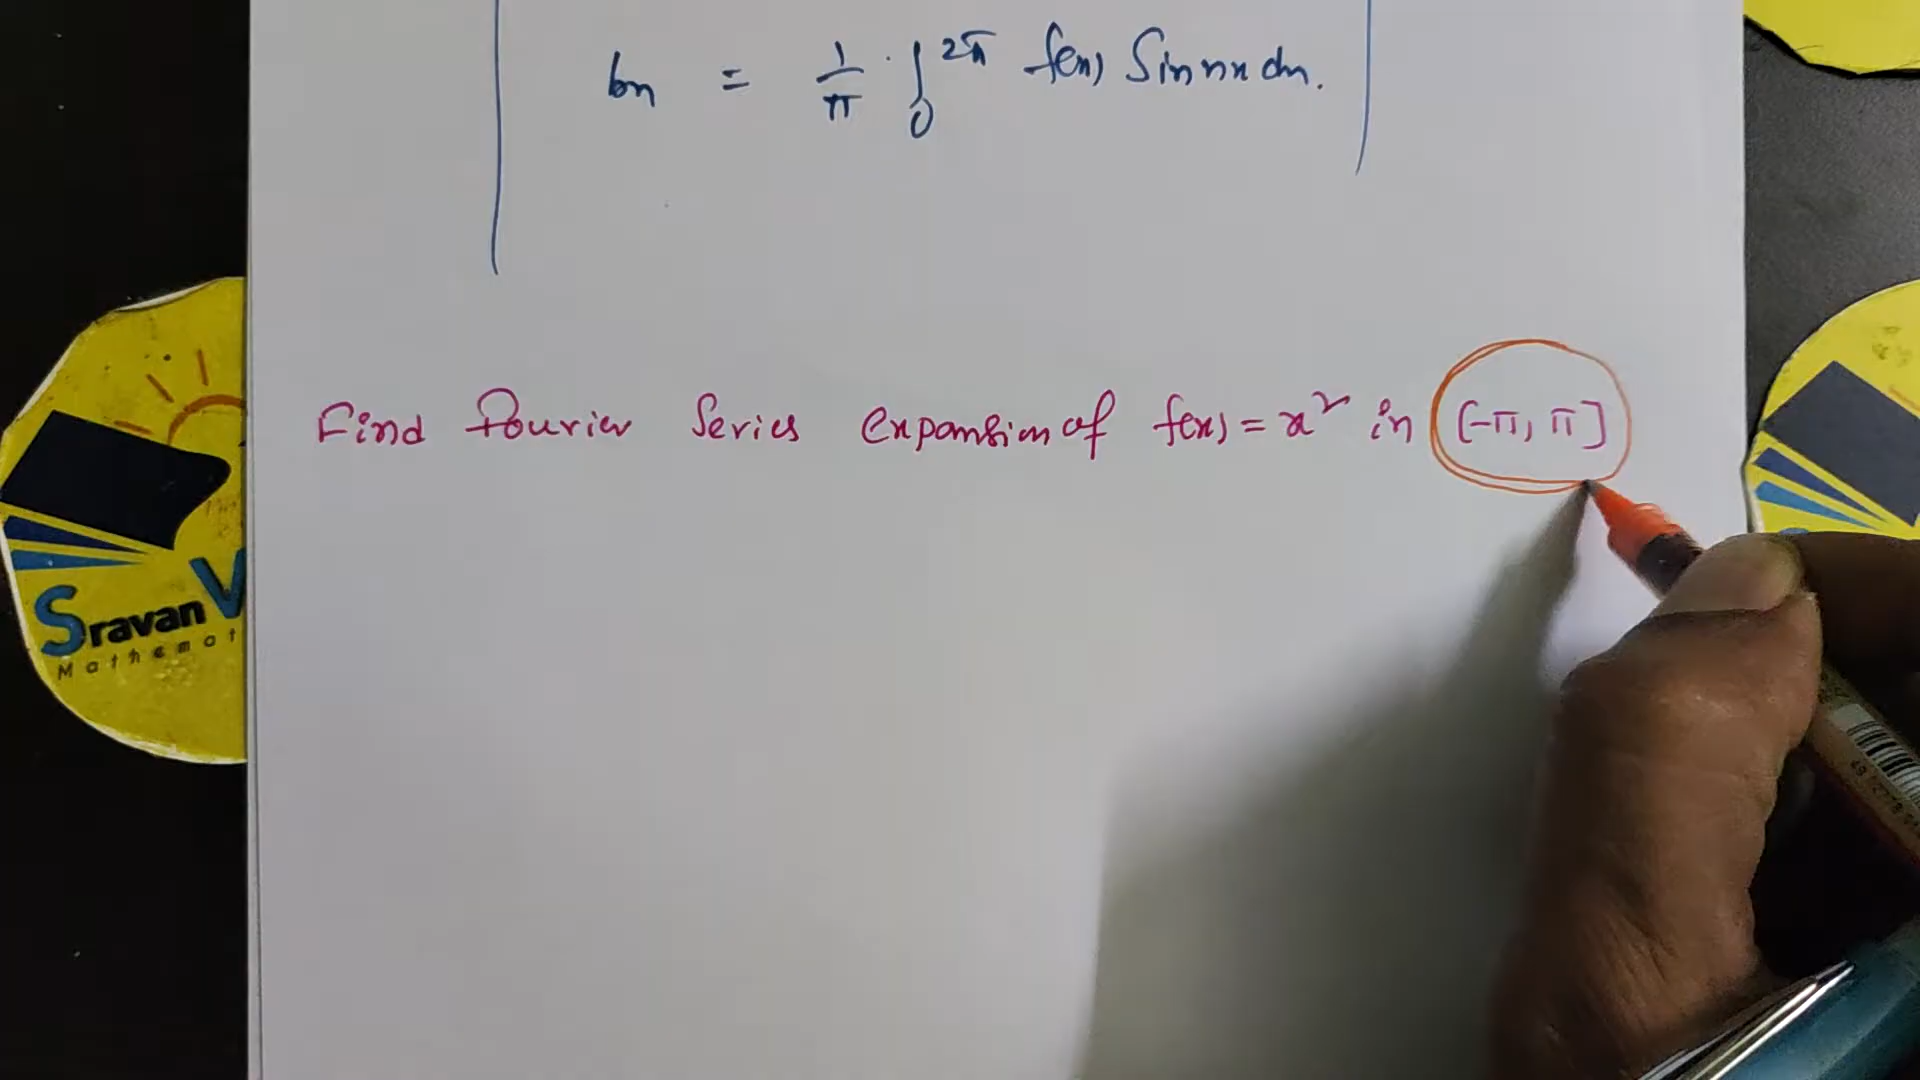 bn = 1/π · ∫₀^2π f(x) Sin nx dx.
Find Fourier Series expansion of f(x) = x² in [-π, π]
Sravan V
Mathemat